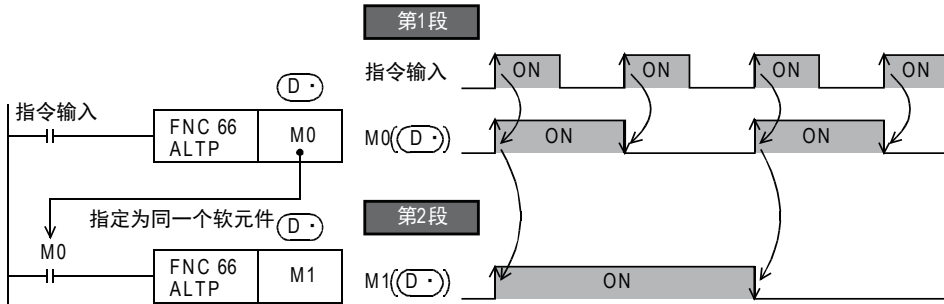 第1段
指令输入
ON ON ON ON
D·
指令输入
FNC 66
ALTP
M0
M0(D·)
ON ON
指定为同一个软元件 D·
第2段
M0
FNC 66
ALTP
M1
M1(D·)
ON